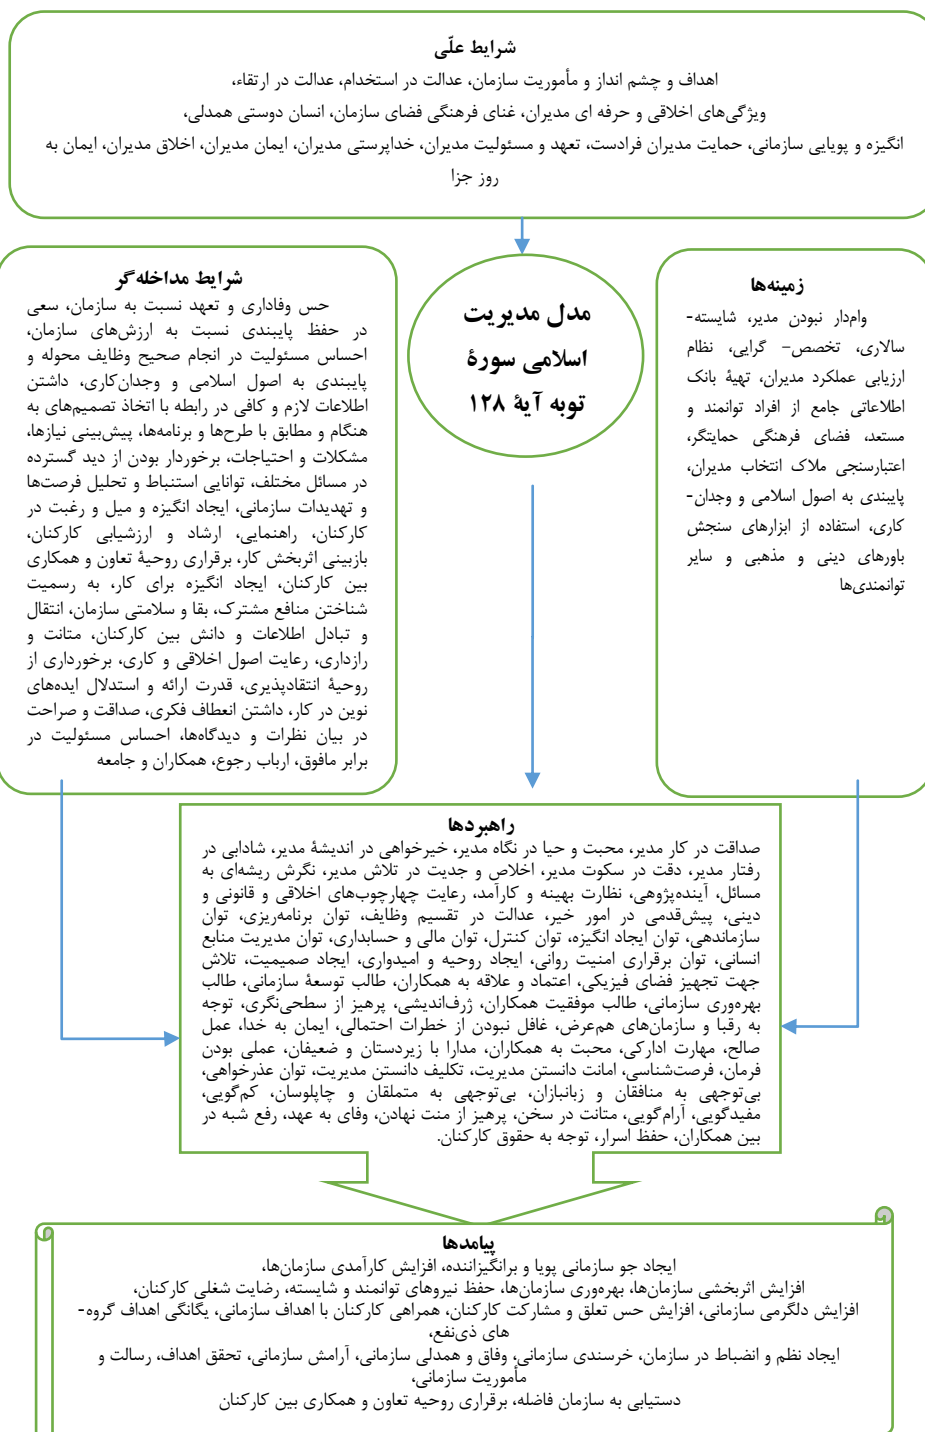 شرایط علّی
اهداف و چشم انداز و مأموریت سازمان، عدالت در استخدام، عدالت در ارتقاء،
ویژگی‌های اخلاقی و حرفه ای مدیران، غنای فرهنگی فضای سازمان، انسان دوستی همدلی،
انگیزه و پویایی سازمانی، حمایت مدیران فرادست، تعهد و مسئولیت مدیران، خداپرستی مدیران، ایمان مدیران، اخلاق مدیران، ایمان به
روز جزا
زمینه‌ها
وام‌دار نبودن مدیر، شایسته-
سالاری، تخصص– گرایی، نظام
ارزیابی عملکرد مدیران، تهیۀ بانک
اطلاعاتی جامع از افراد توانمند و
مستعد، فضای فرهنگی حمایتگر،
اعتبارسنجی ملاک انتخاب مدیران،
پایبندی به اصول اسلامی و وجدان-
کاری، استفاده از ابزارهای سنجش
باورهای دینی و مذهبی و سایر
توانمندی‌ها
مدل مدیریت
اسلامی سورۀ
توبه آیۀ ۱۲۸
شرایط مداخله‌گر
حس وفاداری و تعهد نسبت به سازمان، سعی
در حفظ پایبندی نسبت به ارزش‌های سازمان،
احساس مسئولیت در انجام صحیح وظایف محوله و
پایبندی به اصول اسلامی و وجدان‌کاری، داشتن
اطلاعات لازم و کافی در رابطه با اتخاذ تصمیم‌های به
هنگام و مطابق با طرح‌ها و برنامه‌ها، پیش‌بینی نیازها،
مشکلات و احتیاجات، برخوردار بودن از دید گسترده
در مسائل مختلف، توانایی استنباط و تحلیل فرصت‌ها
و تهدیدات سازمانی، ایجاد انگیزه و میل و رغبت در
کارکنان، راهنمایی، ارشاد و ارزشیابی کارکنان،
بازبینی اثربخش کار، برقراری روحیۀ تعاون و همکاری
بین کارکنان، ایجاد انگیزه برای کار، به رسمیت
شناختن منافع مشترک، بقا و سلامتی سازمان، انتقال
و تبادل اطلاعات و دانش بین کارکنان، متانت و
رازداری، رعایت اصول اخلاقی و کاری، برخورداری از
روحیۀ انتقادپذیری، قدرت ارائه و استدلال ایده‌های
نوین در کار، داشتن انعطاف فکری، صداقت و صراحت
در بیان نظرات و دیدگاه‌ها، احساس مسئولیت در
برابر مافوق، ارباب رجوع، همکاران و جامعه
راهبردها
صداقت در کار مدیر، محبت و حیا در نگاه مدیر، خیرخواهی در اندیشۀ مدیر، شادابی در
رفتار مدیر، دقت در سکوت مدیر، اخلاص و جدیت در تلاش مدیر، نگرش ریشه‌ای به
مسائل، آینده‌پژوهی، نظارت بهینه و کارآمد، رعایت چهارچوب‌های اخلاقی و قانونی و
دینی، پیش‌قدمی در امور خیر، عدالت در تقسیم وظایف، توان برنامه‌ریزی، توان
سازماندهی، توان ایجاد انگیزه، توان کنترل، توان مالی و حسابداری، توان مدیریت منابع
انسانی، توان برقراری امنیت روانی، ایجاد روحیه و امیدواری، ایجاد صمیمیت، تلاش
جهت تجهیز فضای فیزیکی، اعتماد و علاقه به همکاران، طالب توسعۀ سازمانی، طالب
بهره‌وری سازمانی، طالب موفقیت همکاران، ژرف‌اندیشی، پرهیز از سطحی‌نگری، توجه
به رقبا و سازمان‌های هم‌عرض، غافل نبودن از خطرات احتمالی، ایمان به خدا، عمل
صالح، مهارت ادارکی، محبت به همکاران، مدارا با زیردستان و ضعیفان، عملی بودن
فرمان، فرصت‌شناسی، امانت دانستن مدیریت، تکلیف دانستن مدیریت، توان عذرخواهی،
بی‌توجهی به منافقان و زبانبازان، بی‌توجهی به متملقان و چاپلوسان، کم‌گویی،
مفیدگویی، آرام‌گویی، متانت در سخن، پرهیز از منت نهادن، وفای به عهد، رفع شبه در
بین همکاران، حفظ اسرار، توجه به حقوق کارکنان.
پیامدها
ایجاد جو سازمانی پویا و برانگیزاننده، افزایش کارآمدی سازمان‌ها،
افزایش اثربخشی سازمان‌ها، بهره‌وری سازمان‌ها، حفظ نیروهای توانمند و شایسته، رضایت شغلی کارکنان،
افزایش دلگرمی سازمانی، افزایش حس تعلق و مشارکت کارکنان، همراهی کارکنان با اهداف سازمانی، یگانگی اهداف گروه-
های ذی‌نفع،
ایجاد نظم و انضباط در سازمان، خرسندی سازمانی، وفاق و همدلی سازمانی، آرامش سازمانی، تحقق اهداف، رسالت و
مأموریت سازمانی،
دستیابی به سازمان فاضله، برقراری روحیه تعاون و همکاری بین کارکنان